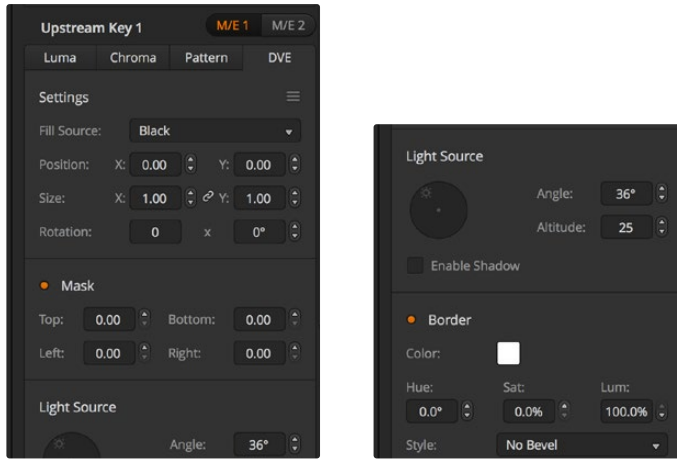 Upstream Key 1 M/E 1 M/E 2
Luma Chroma Pattern DVE
Settings
Fill Source: Black
Position: X: 0.00 Y: 0.00
Size: X: 1.00 Y: 1.00
Rotation: 0 x 0°
Mask
Top: 0.00 Bottom: 0.00
Left: 0.00 Right: 0.00
Light Source
Angle: 36°
Light Source
Angle: 36°
Altitude: 25
Enable Shadow
Border
Color:
Hue: Sat: Lum:
0.0° 0.0% 100.0%
Style: No Bevel